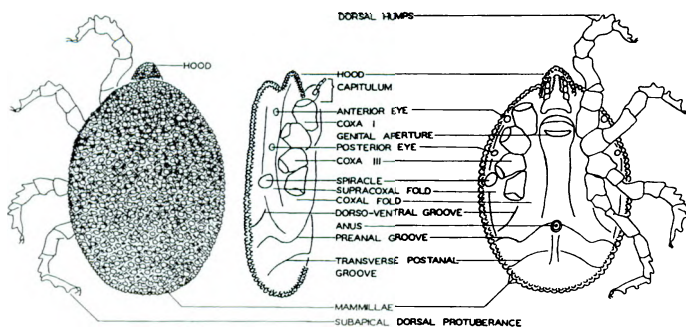 DORSAL HUMPS
HOOD
HOOD
CAPITULUM
ANTERIOR EYE
COXA I
GENITAL APERTURE
POSTERIOR EYE
COXA III
SPIRACLE
SUPRACOXAL FOLD
COXAL FOLD
DORSO-VENTRAL GROOVE
ANUS
PREANAL GROOVE
TRANSVERSE POSTANAL
GROOVE
MAMMILLAE
SUBAPICAL DORSAL PROTUBERANCE